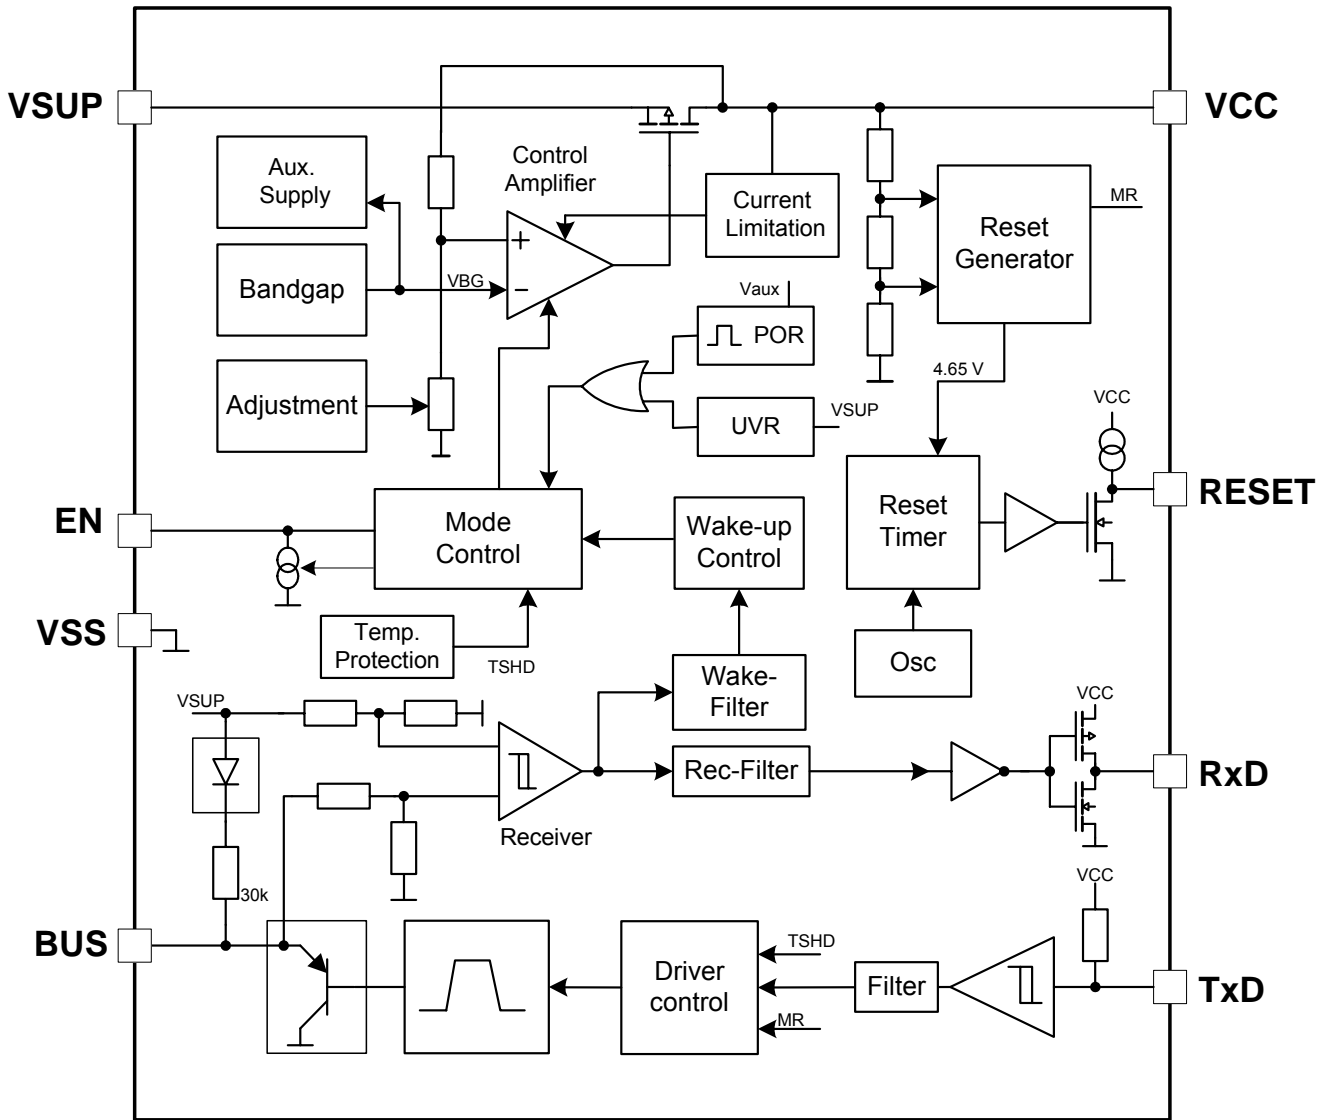 VSUP
VCC
Aux.
Supply
Control
Amplifier
Current
Limitation
Reset
Generator
MR
+
Bandgap
VBG
−
Vaux
POR
4.65 V
Adjustment
UVR
VSUP
VCC
EN
Mode
Control
Wake-up
Control
Reset
Timer
RESET
VSS
Temp.
Protection
TSHD
Wake-
Filter
Osc
VSUP
VCC
Rec-Filter
RxD
Receiver
30k
VCC
BUS
Driver
control
TSHD
MR
Filter
TxD